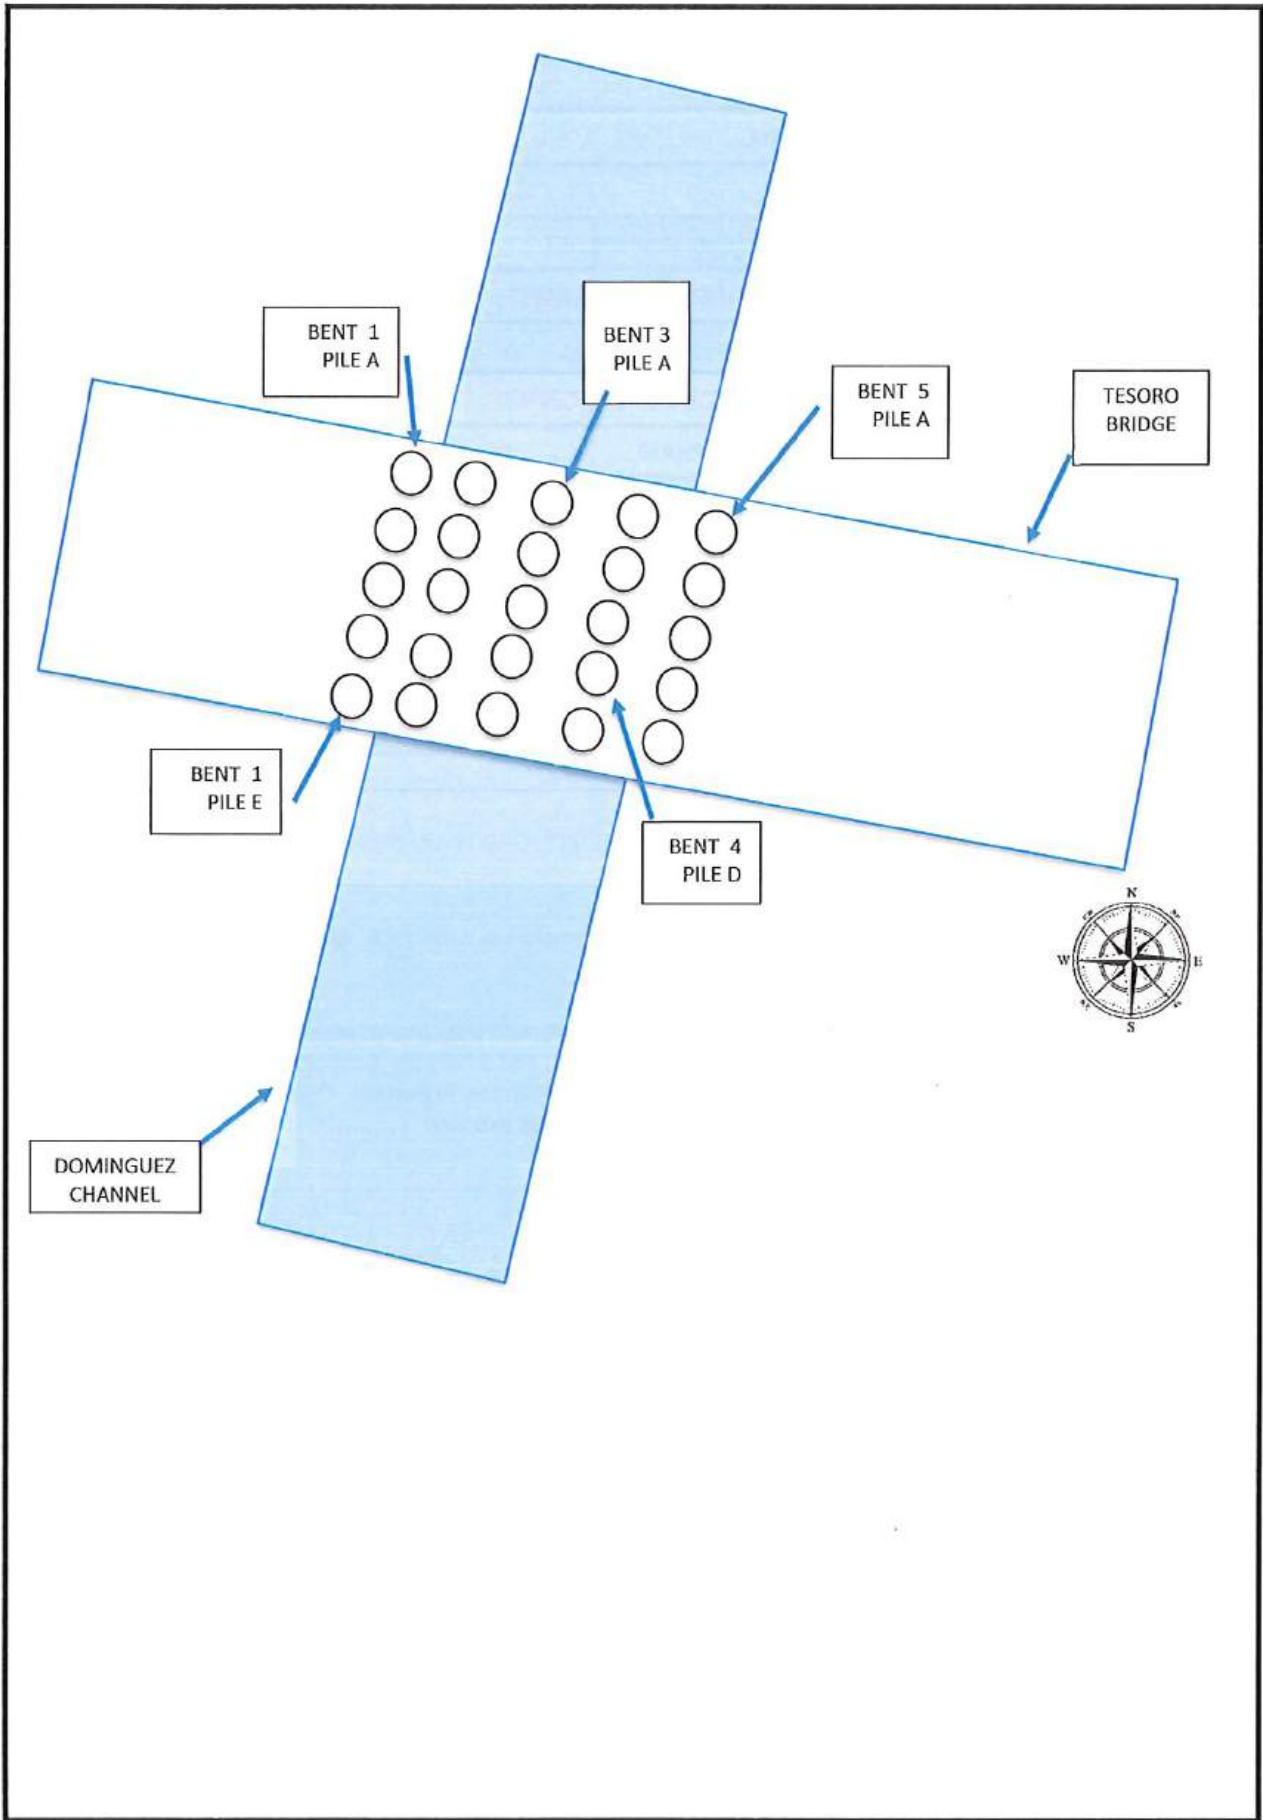 BENT 1
PILE A
BENT 3
PILE A
BENT 5
PILE A
TESORO
BRIDGE
BENT 1
PILE E
BENT 4
PILE D
N
W
E
S
DOMINGUEZ
CHANNEL